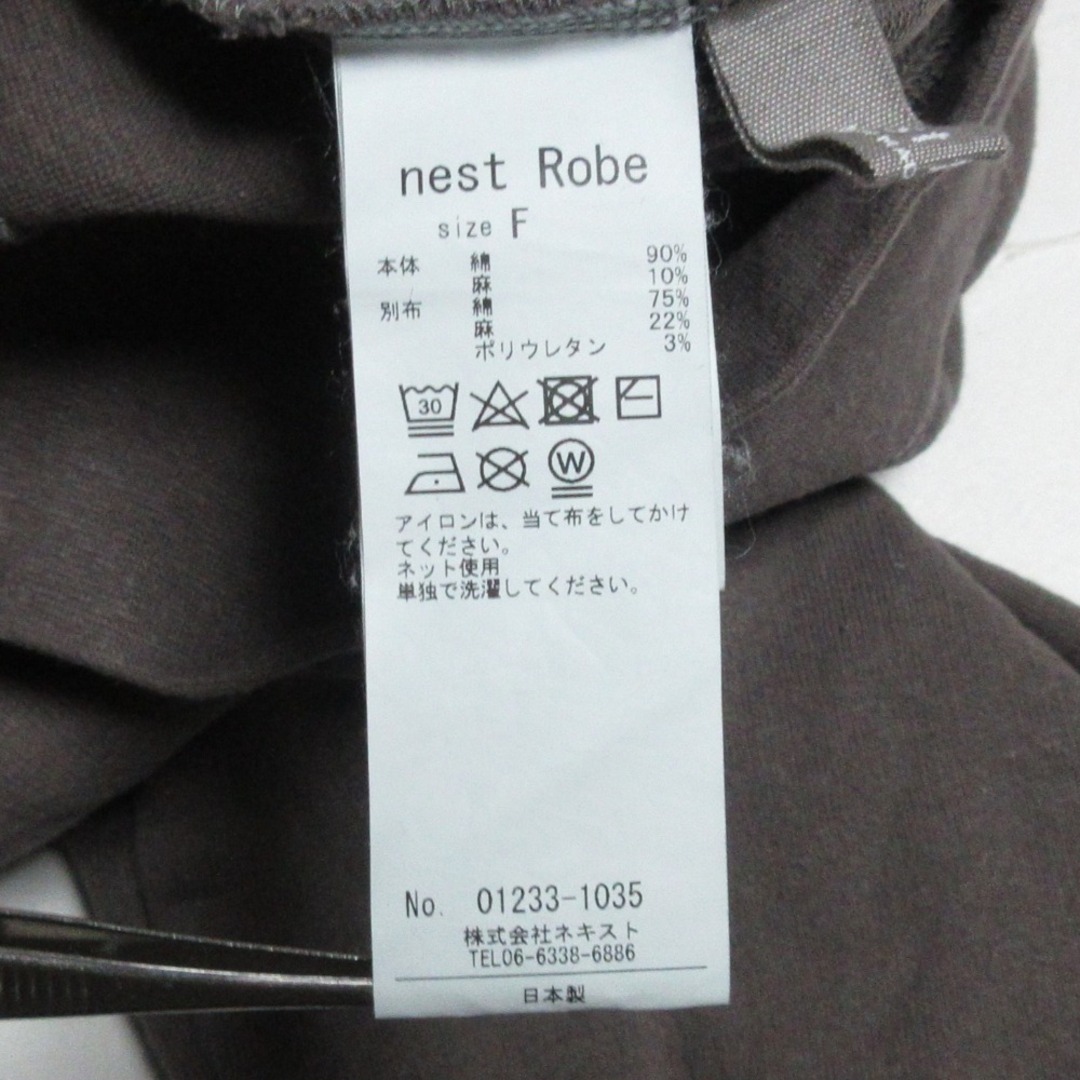 nest Robe
size F
本体 綿 90%
麻 10%
別布 綿 75%
麻 22%
ポリウレタン 3%
30
W
アイロンは、当て布をしてかけ
てください。
ネット使用
単独で洗濯してください。
No. 01233-1035
株式会社ネキスト
TEL06-6338-6886
日本製